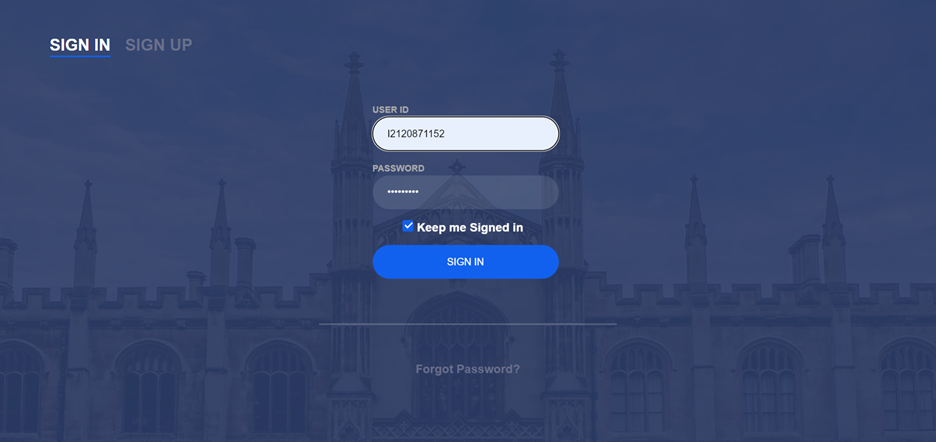 SIGN IN SIGN UP
USER ID
I2120871152
PASSWORD
Keep me Signed in
SIGN IN
Forgot Password?